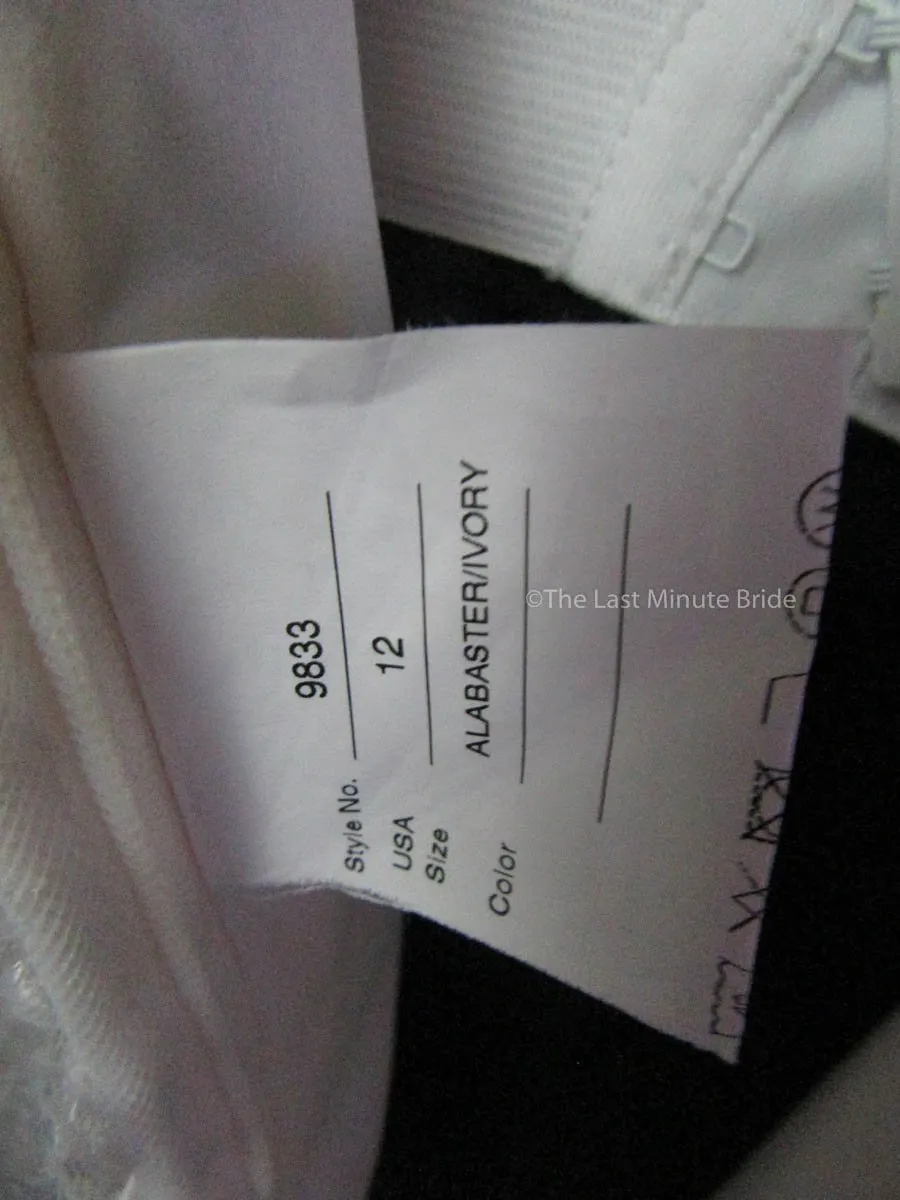 Style No. 9833
USA Size 12
Color ALABASTER/IVORY
©The Last Minute Bride